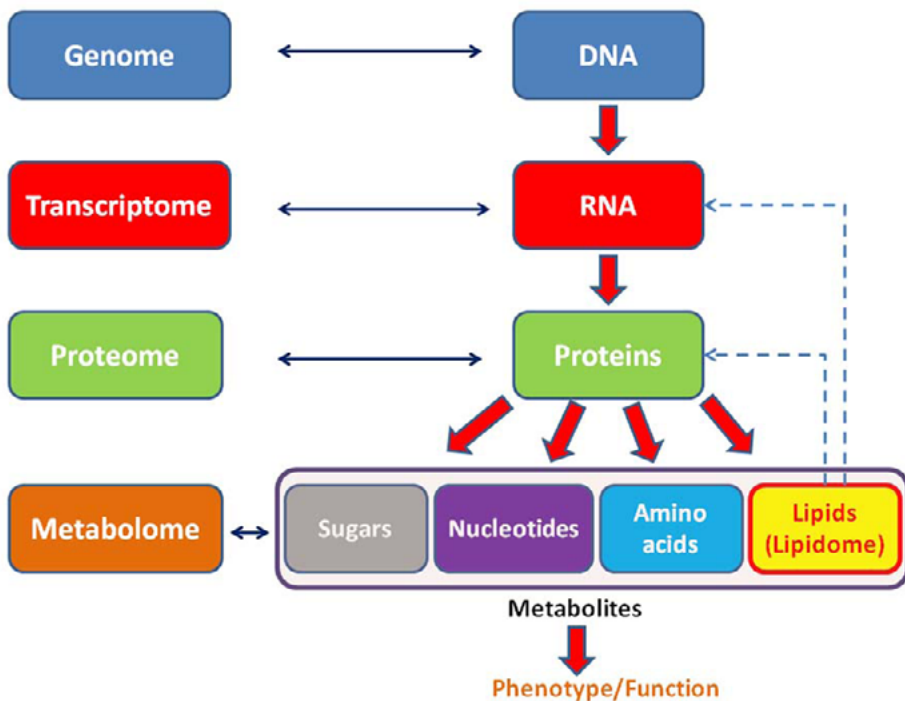 Genome
DNA
Transcriptome
RNA
Proteome
Proteins
Metabolome
Sugars
Nucleotides
Amino
acids
Lipids
(Lipidome)
Metabolites
Phenotype/Function